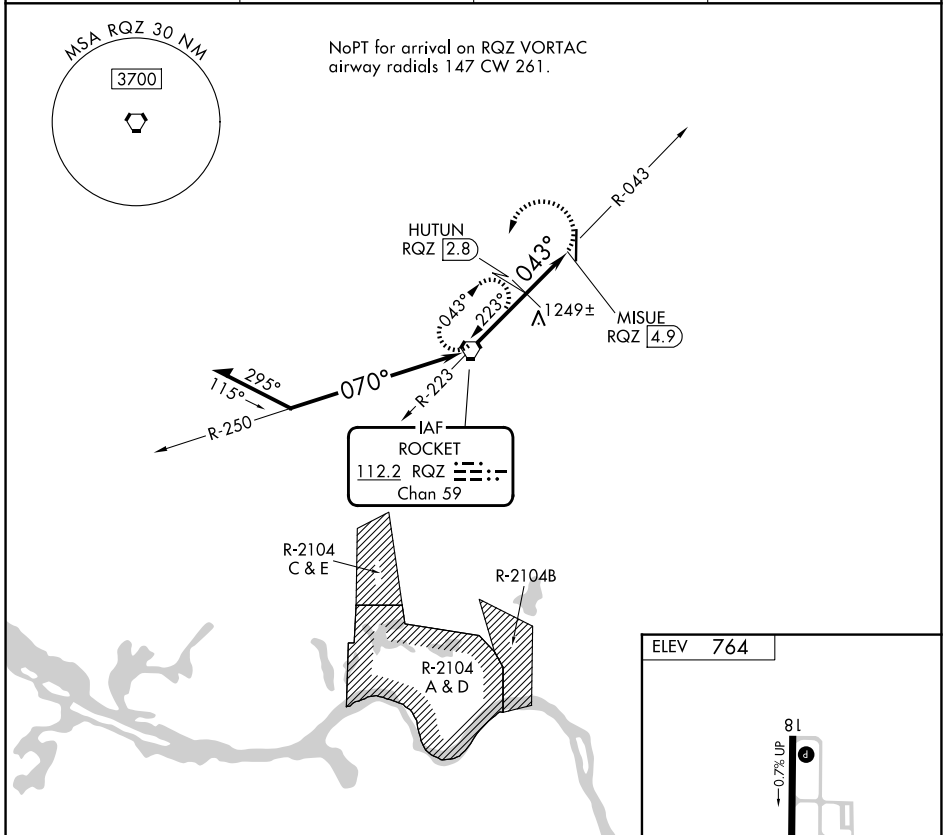 MSA RQZ 30 NM
3700
NoPT for arrival on RQZ VORTAC
airway radials 147 CW 261.
R-043
HUTUN
RQZ 2.8
043°
043°
223°
1249±
MISUE
RQZ 4.9
295°
115°
070°
R-223
R-250
IAF
ROCKET
112.2 RQZ
Chan 59
R-2104
C & E
R-2104B
R-2104
A & D
ELEV 764
18
0.7% UP
P